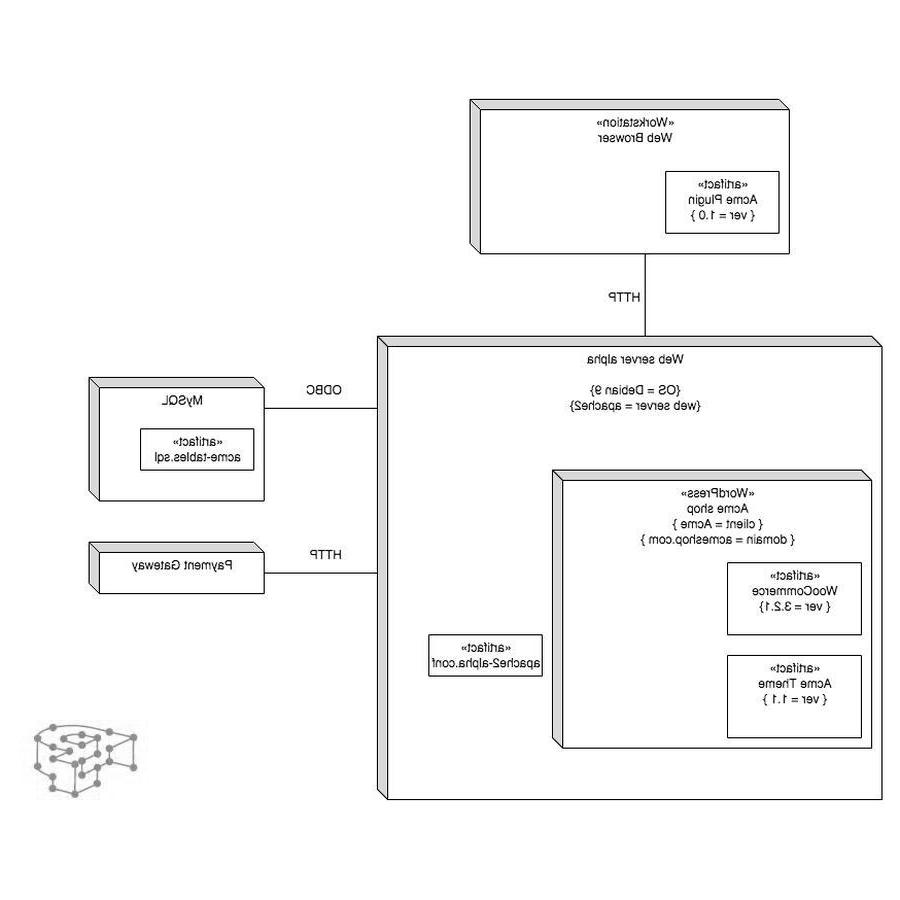 «Workstation»
Web Browser
«artifact»
Acme Plugin
{ ver = 1.0 }
HTTP
Web server alpha
{OS = Debian 9}
{web server = apache2}
ODBC
MySQL
«artifact»
acme-tables.sql
«WordPress»
Acme shop
{ client = Acme }
{ domain = acmeshop.com }
HTTP
Payment Gateway
«artifact»
WooCommerce
{ ver = 3.2.1}
«artifact»
apache2-alpha.conf
«artifact»
Acme Theme
{ ver = 1.1 }